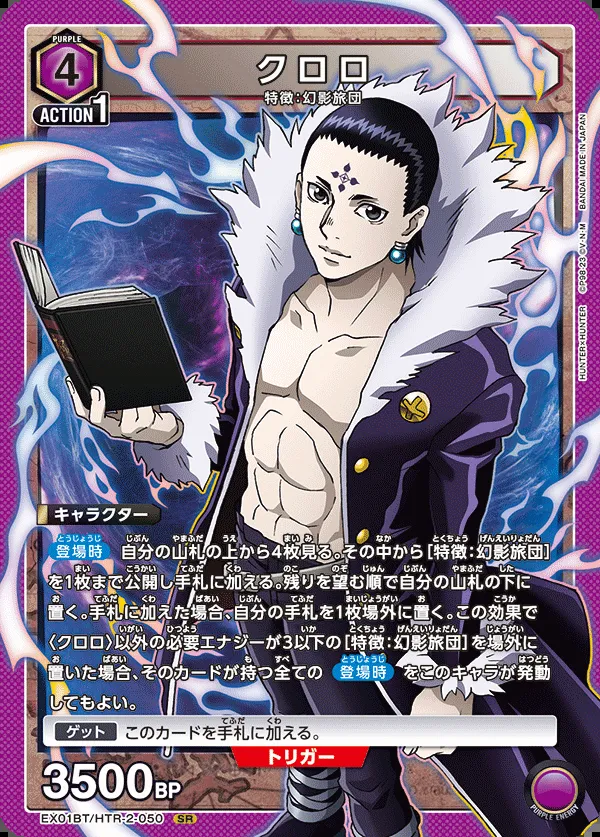 PURPLE
4
ACTION 1
クロロ
特徴：幻影旅団
HUNTER×HUNTER ©P98-23 ©V・N・M BANDAI MADE IN JAPAN
キャラクター
登場時 自分の山札の上から4枚見る。その中から[特徴：幻影旅団]
を1枚まで公開し手札に加える。残りを望む順で自分の山札の下に
置く。手札に加えた場合、自分の手札を1枚場外に置く。この効果で
〈クロロ〉以外の必要エナジーが3以下の[特徴：幻影旅団]を場外に
置いた場合、そのカードが持つ全ての 登場時 をこのキャラが発動
してもよい。
ゲット このカードを手札に加える。
トリガー
3500BP
EX01BT/HTR-2-050 SR
PURPLE ENERGY